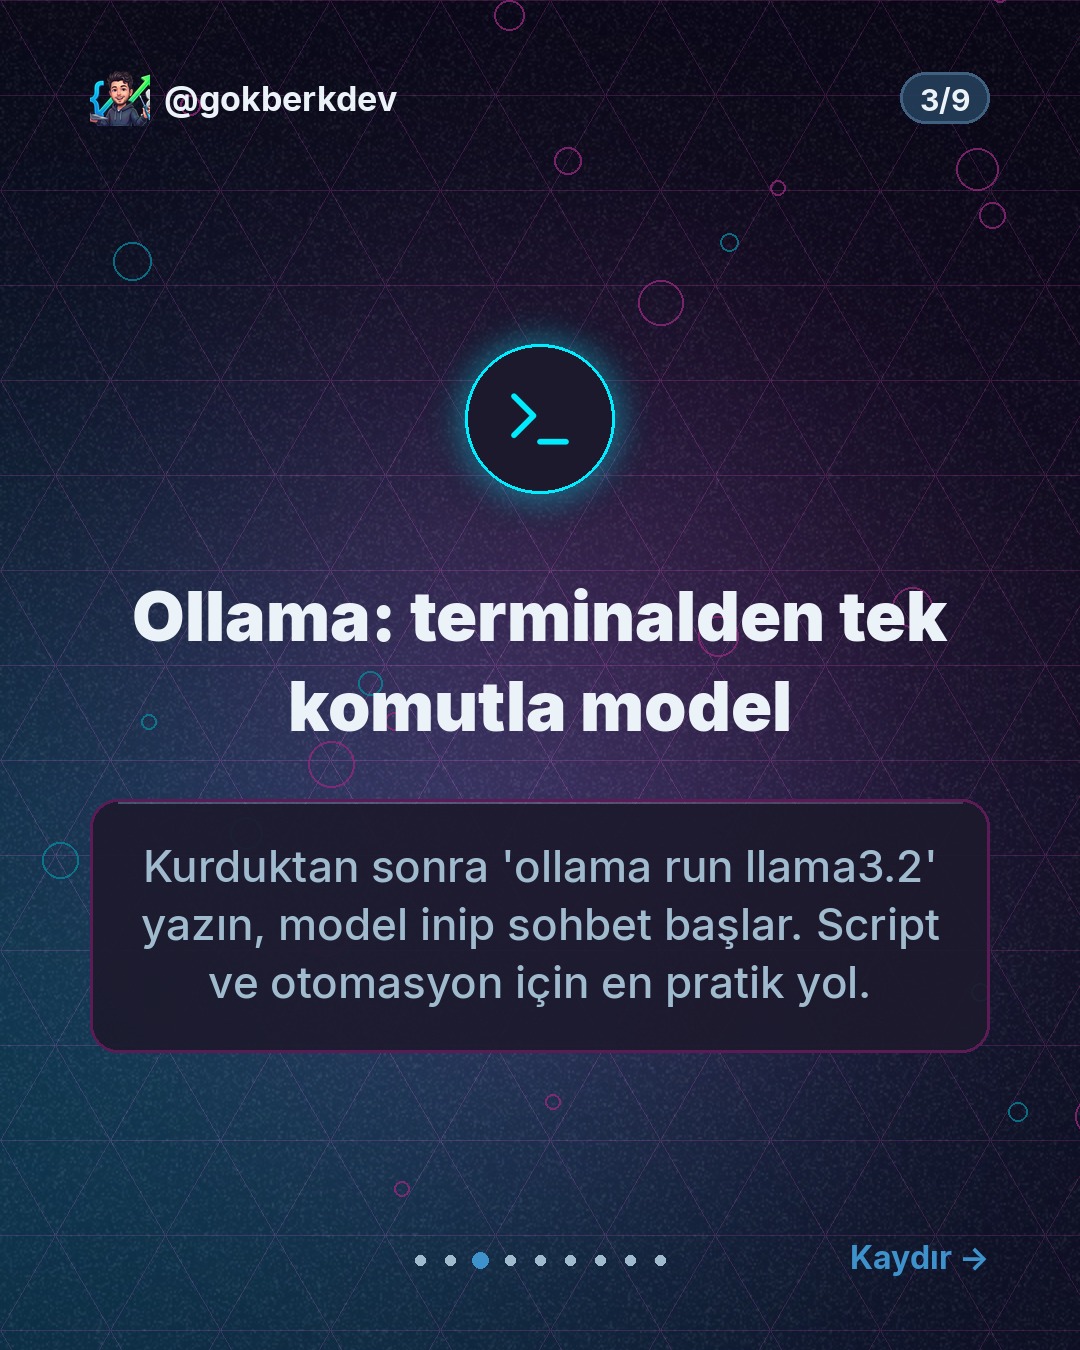 @gokberkdev
3/9
Ollama: terminalden tek
komutla model
Kurduktan sonra 'ollama run llama3.2'
yazın, model inip sohbet başlar. Script
ve otomasyon için en pratik yol.
Kaydır →